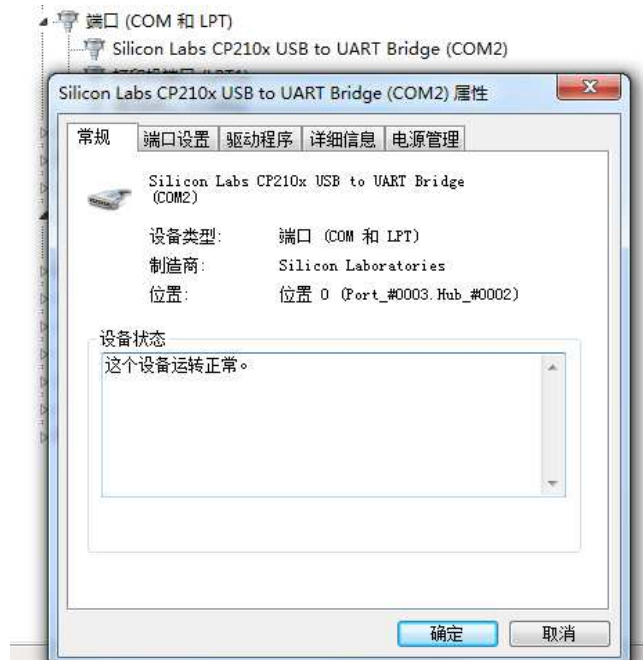 端口 (COM 和 LPT)
Silicon Labs CP210x USB to UART Bridge (COM2)
Silicon Labs CP210x USB to UART Bridge (COM2) 属性
常规 端口设置 驱动程序 详细信息 电源管理
Silicon Labs CP210x USB to UART Bridge
(COM2)
设备类型: 端口 (COM 和 LPT)
制造商: Silicon Laboratories
位置: 位置 0 (Port_#0003.Hub_#0002)
设备状态
这个设备运转正常。
确定 取消